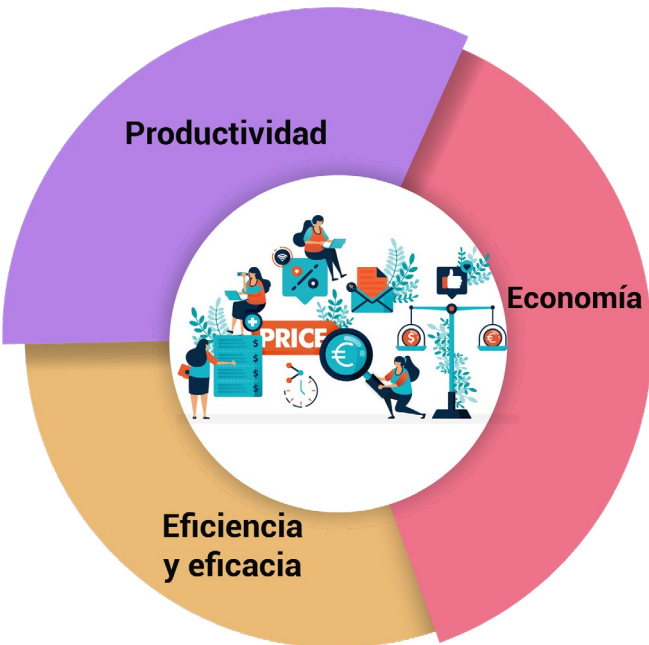 Productividad
Economía
PRICE
Eficiencia
y eficacia